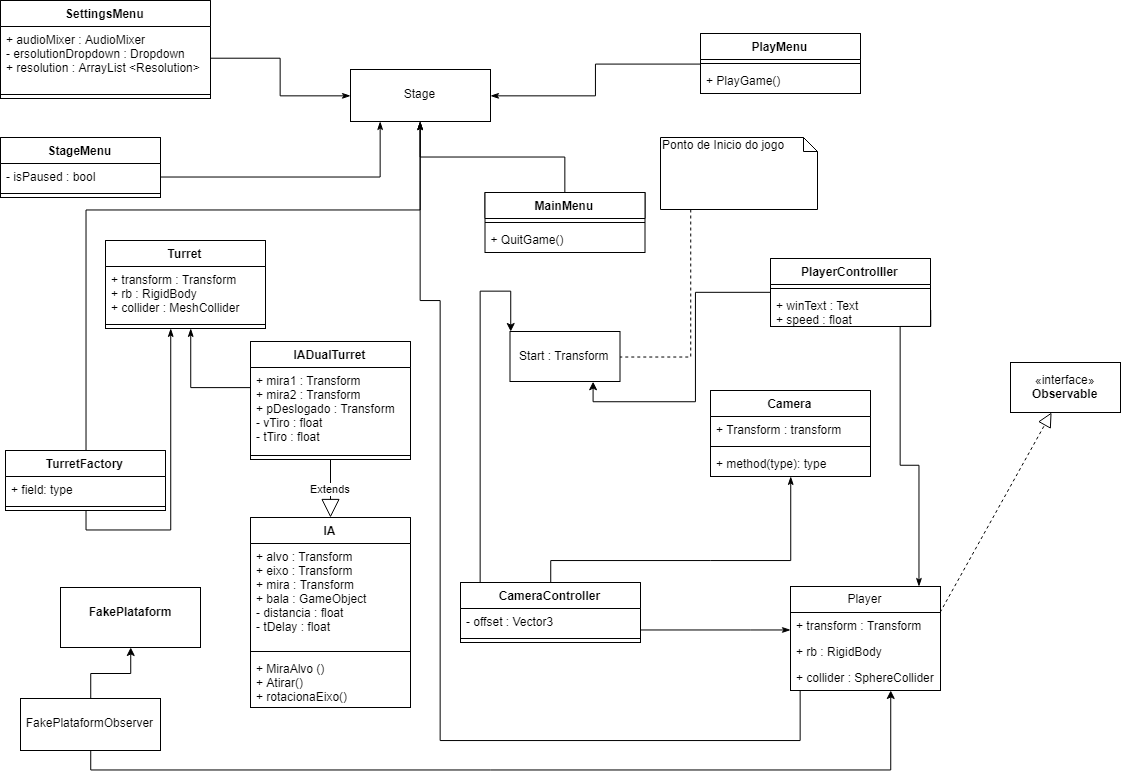 SettingsMenu
+ audioMixer : AudioMixer
- ersolutionDropdown : Dropdown
+ resolution : ArrayList <Resolution>
Stage
PlayMenu
+ PlayGame()
StageMenu
- isPaused : bool
Ponto de Inicio do jogo
MainMenu
+ QuitGame()
Turret
+ transform : Transform
+ rb : RigidBody
+ collider : MeshCollider
PlayerControlller
+ winText : Text
+ speed : float
Start : Transform
IADualTurret
+ mira1 : Transform
+ mira2 : Transform
+ pDeslogado : Transform
- vTiro : float
- tTiro : float
«interface»
Observable
Camera
+ Transform : transform
+ method(type): type
TurretFactory
+ field: type
Extends
IA
+ alvo : Transform
+ eixo : Transform
+ mira : Transform
+ bala : GameObject
- distancia : float
- tDelay : float
+ MiraAlvo ()
+ Atirar()
+ rotacionaEixo()
CameraController
- offset : Vector3
Player
+ transform : Transform
+ rb : RigidBody
+ collider : SphereCollider
FakePlataform
FakePlataformObserver